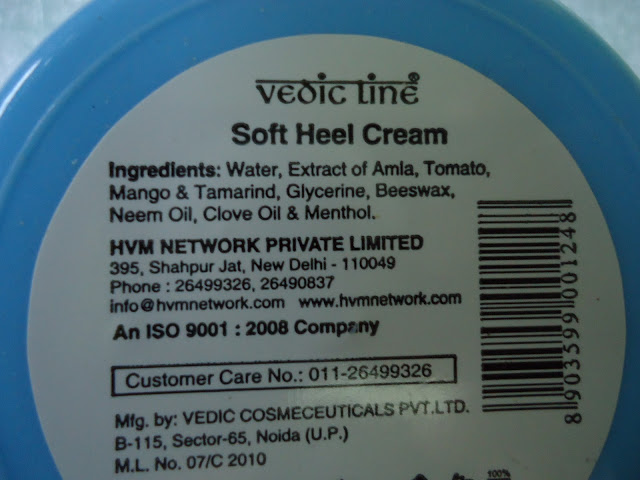 vedic line®
Soft Heel Cream
Ingredients: Water, Extract of Amla, Tomato,
Mango & Tamarind, Glycerine, Beeswax,
Neem Oil, Clove Oil & Menthol.
HVM NETWORK PRIVATE LIMITED
395, Shahpur Jat, New Delhi - 110049
Phone : 26499326, 26490837
info@hvmnetwork.com www.hvmnetwork.com
An ISO 9001 : 2008 Company
Customer Care No.: 011-26499326
Mfg. by: VEDIC COSMECEUTICALS PVT.LTD.
B-115, Sector-65, Noida (U.P.)
M.L. No. 07/C 2010
100%
8903599001248